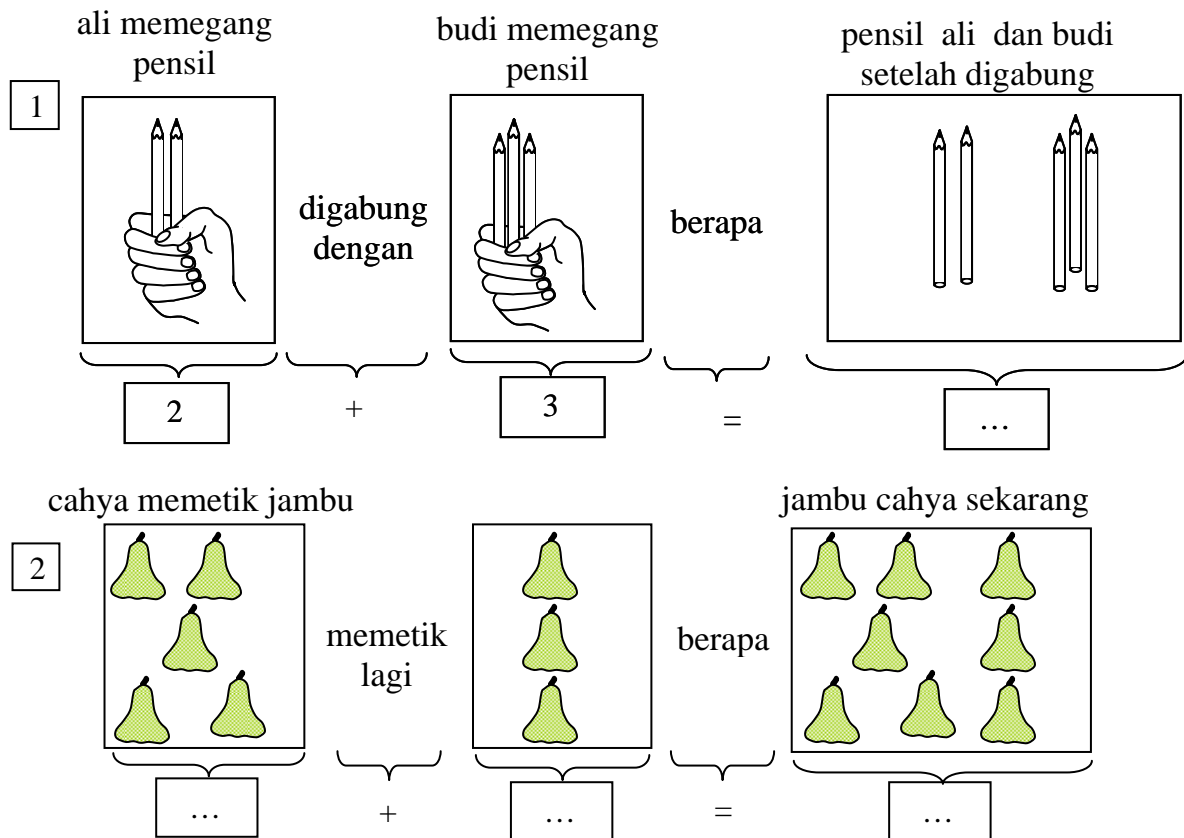 ali memegang
pensil
budi memegang
pensil
pensil ali dan budi
setelah digabung
1
digabung
dengan
berapa
2
+
3
=
…
cahya memetik jambu
jambu cahya sekarang
2
memetik
lagi
berapa
…
+
…
=
…